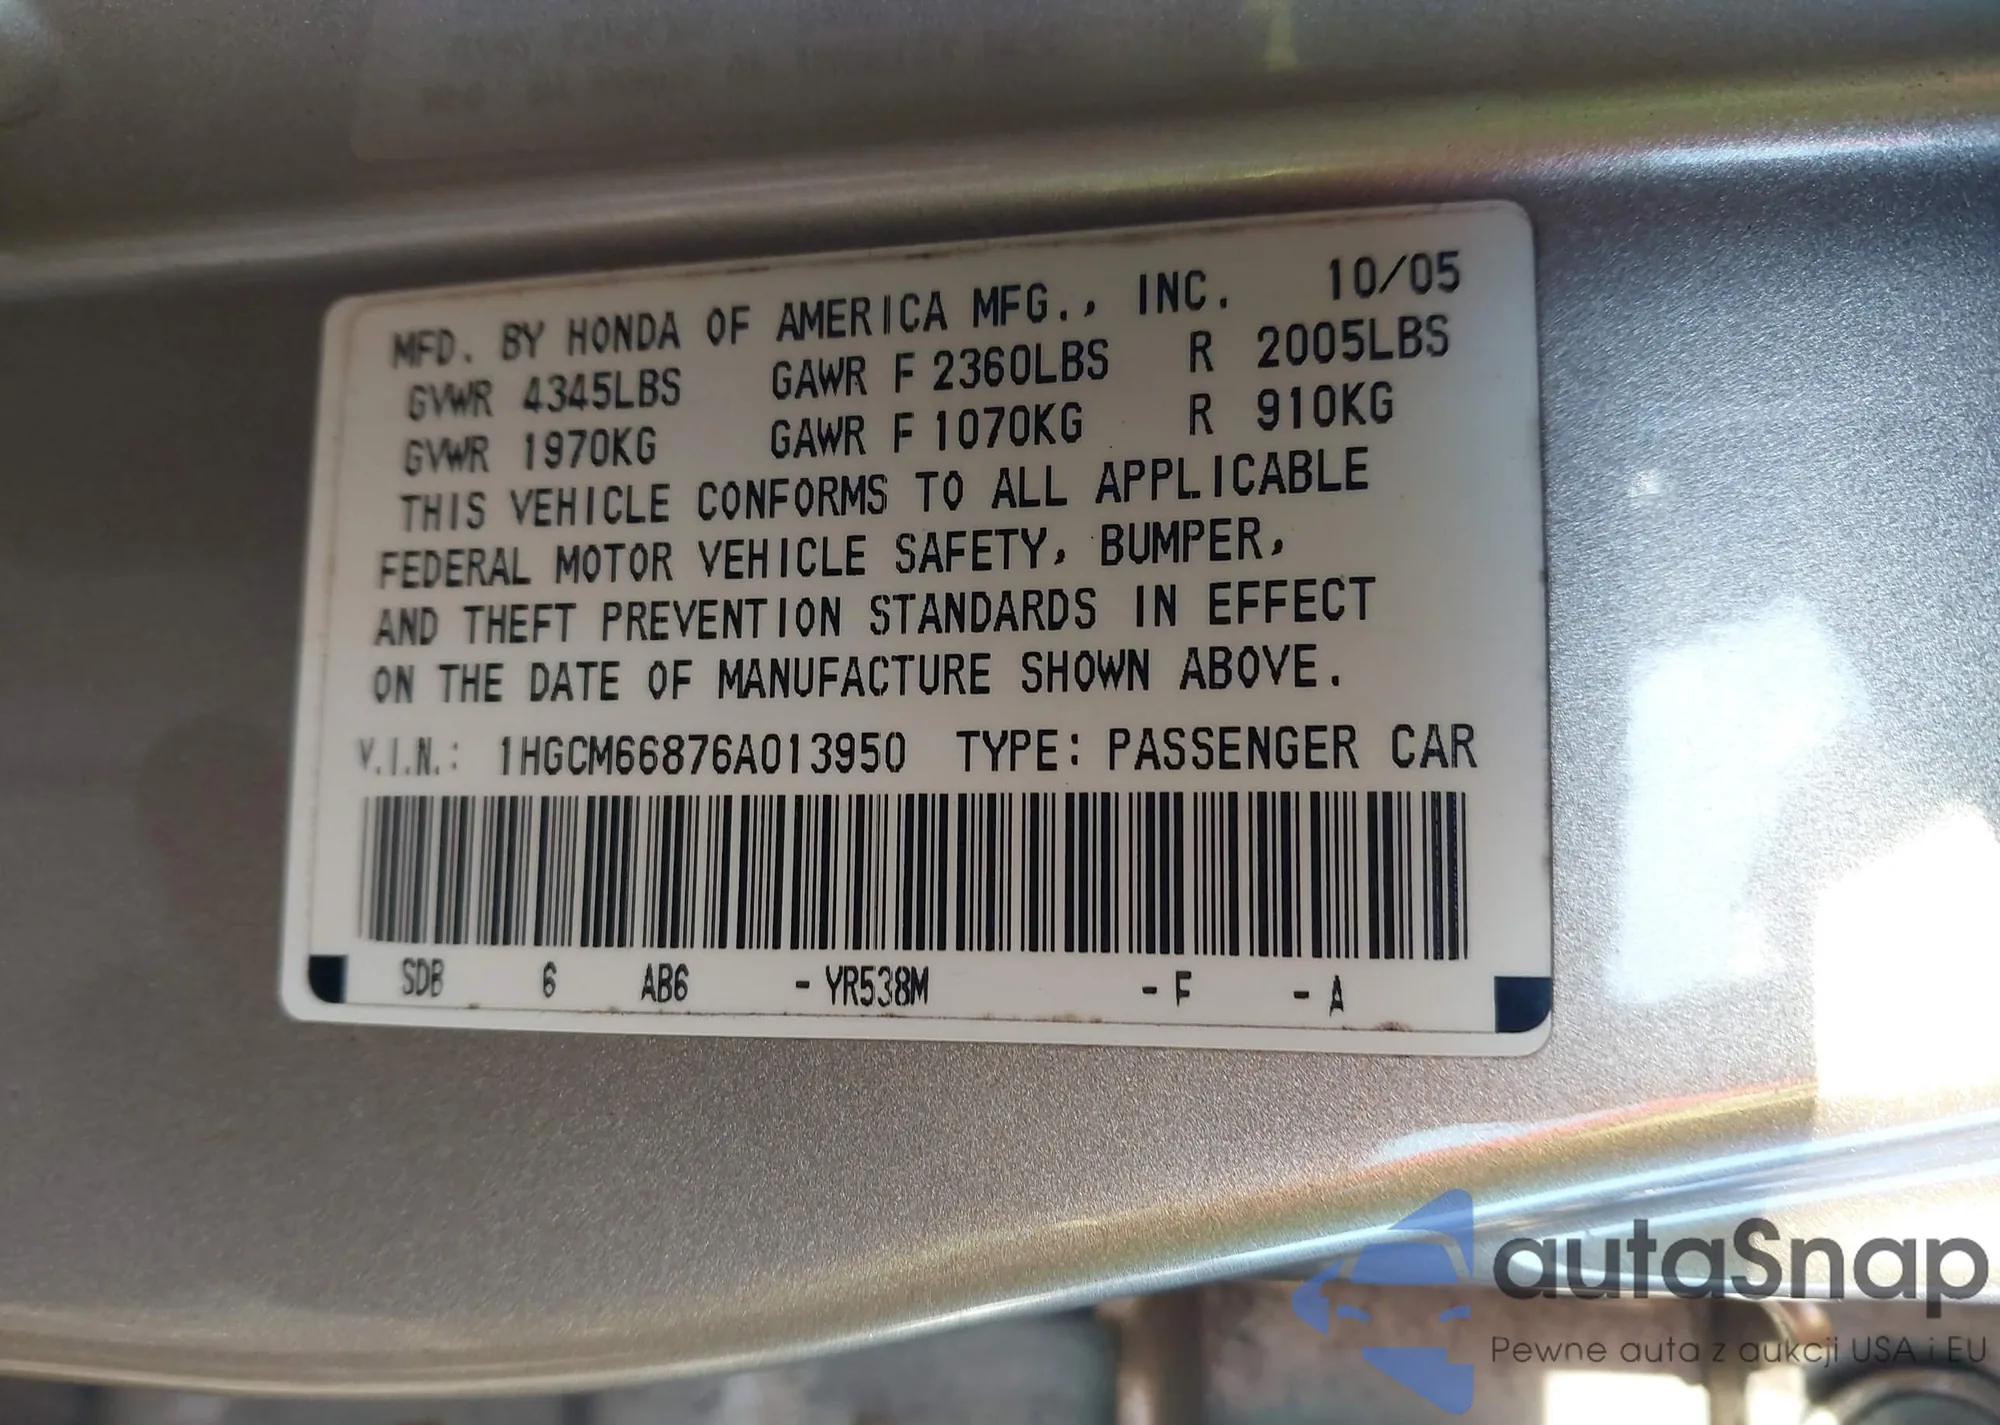 MFD. BY HONDA OF AMERICA MFG., INC. 10/05
GVWR 4345LBS GAWR F 2360LBS R 2005LBS
GVWR 1970KG GAWR F 1070KG R 910KG
THIS VEHICLE CONFORMS TO ALL APPLICABLE
FEDERAL MOTOR VEHICLE SAFETY, BUMPER,
AND THEFT PREVENTION STANDARDS IN EFFECT
ON THE DATE OF MANUFACTURE SHOWN ABOVE.
V.I.N.: 1HGCM66876A013950 TYPE: PASSENGER CAR
SDB 6 AB6 - YR538M - F - A
autaSnap
Pewne auta z aukcji USA i EU